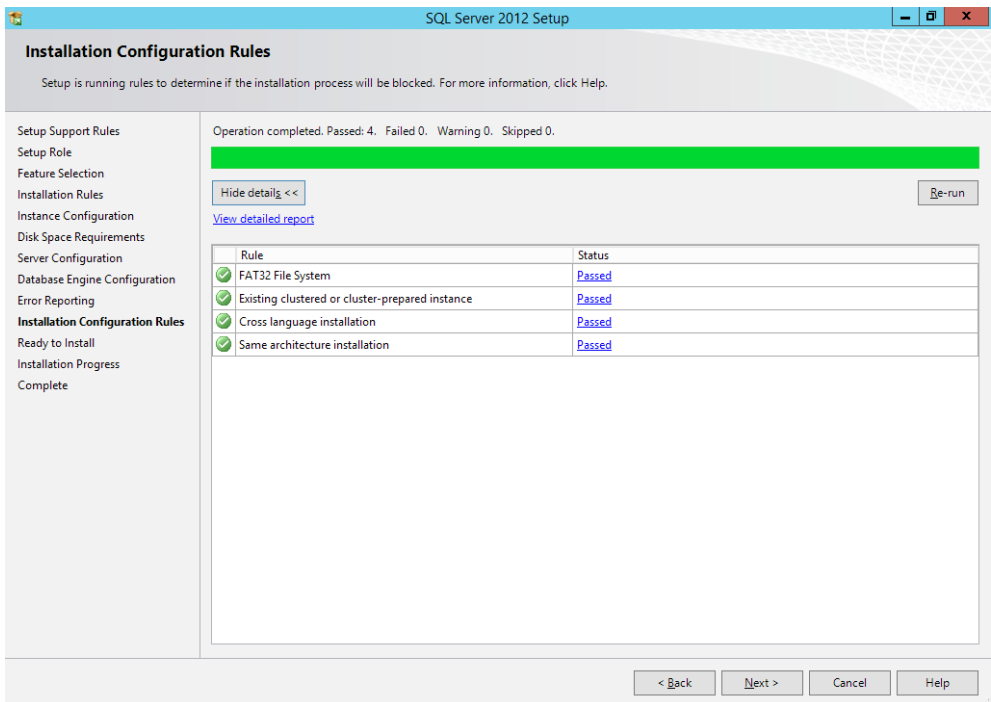 SQL Server 2012 Setup
Installation Configuration Rules
Setup is running rules to determine if the installation process will be blocked. For more information, click Help.
Setup Support Rules
Setup Role
Feature Selection
Installation Rules
Instance Configuration
Disk Space Requirements
Server Configuration
Database Engine Configuration
Error Reporting
Installation Configuration Rules
Ready to Install
Installation Progress
Complete
Operation completed. Passed: 4.   Failed 0.   Warning 0.   Skipped 0.
Hide details <<
Re-run
View detailed report
Rule Status
FAT32 File System Passed
Existing clustered or cluster-prepared instance Passed
Cross language installation Passed
Same architecture installation Passed
< Back Next > Cancel Help